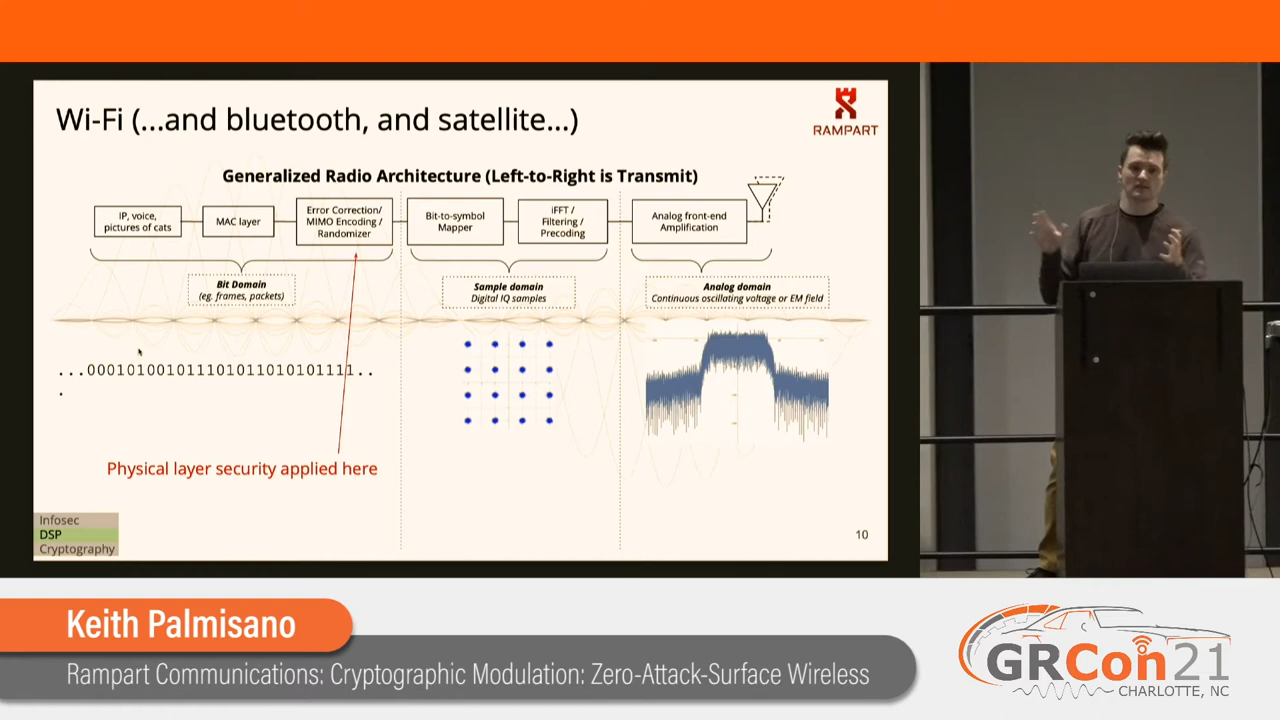 Wi-Fi (...and bluetooth, and satellite...)
RAMPART
Generalized Radio Architecture (Left-to-Right is Transmit)
IP, voice,
pictures of cats
MAC layer
Error Correction/
MIMO Encoding /
Randomizer
Bit-to-symbol
Mapper
iFFT /
Filtering /
Precoding
Analog front-end
Amplification
Bit Domain
(eg. frames, packets)
Sample domain
Digital IQ samples
Analog domain
Continuous oscillating voltage or EM field
...0001010010111010110101011111..
.
Physical layer security applied here
Infosec
DSP
Cryptography
10
Keith Palmisano
Rampart Communications: Cryptographic Modulation: Zero-Attack-Surface Wireless
GRCon21
CHARLOTTE, NC